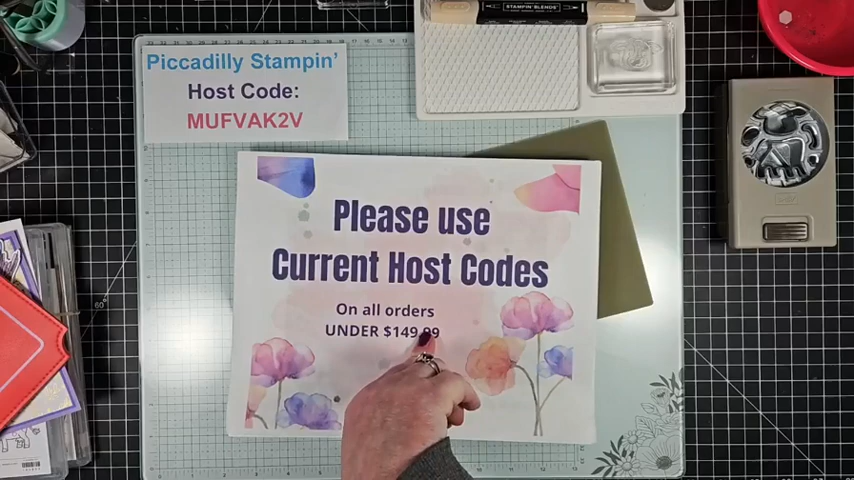 STAMPIN' BLENDS
Piccadilly Stampin'
Host Code:
MUFVAK2V
Please use
Current Host Codes
On all orders
UNDER $149.99